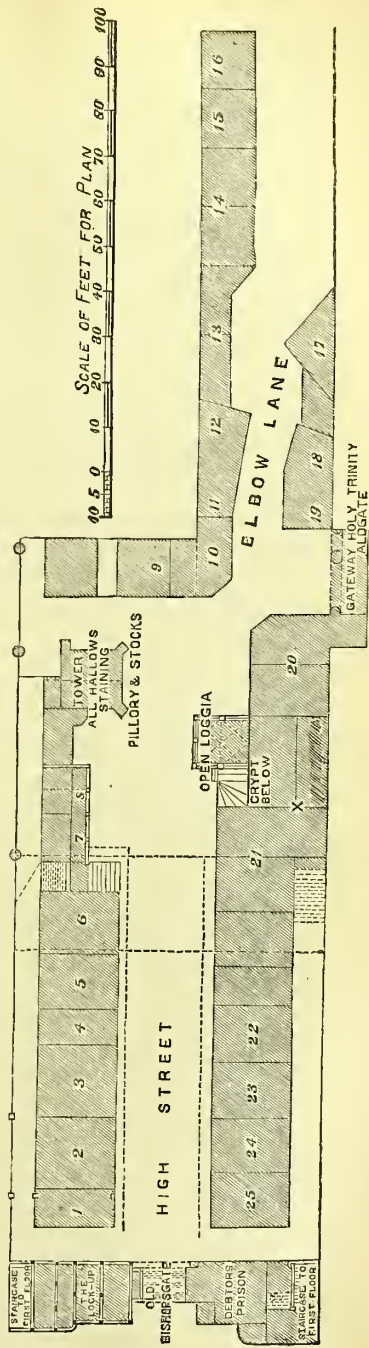 SCALE OF FEET FOR PLAN
10 5 0 10 20 30 40 50 60 70 80 90 100
STAIRCASE
FIRST FLOOR
THE
LOCK-UP
OLD
BISHOPSGATE
DEBTORS
PRISON
STAIRCASE TO
FIRST FLOOR
1
2
3
4
5
6
7
8
TOWER
ALL HALLOWS
STAINING
PILLORY & STOCKS
HIGH STREET
9
10
11
12
13
14
15
16
ELBOW LANE
17
18
19
GATEWAY HOLY TRINITY
ALDGATE
20
OPEN LOGGIA
CRYPT
BELOW
X
21
22
23
24
25